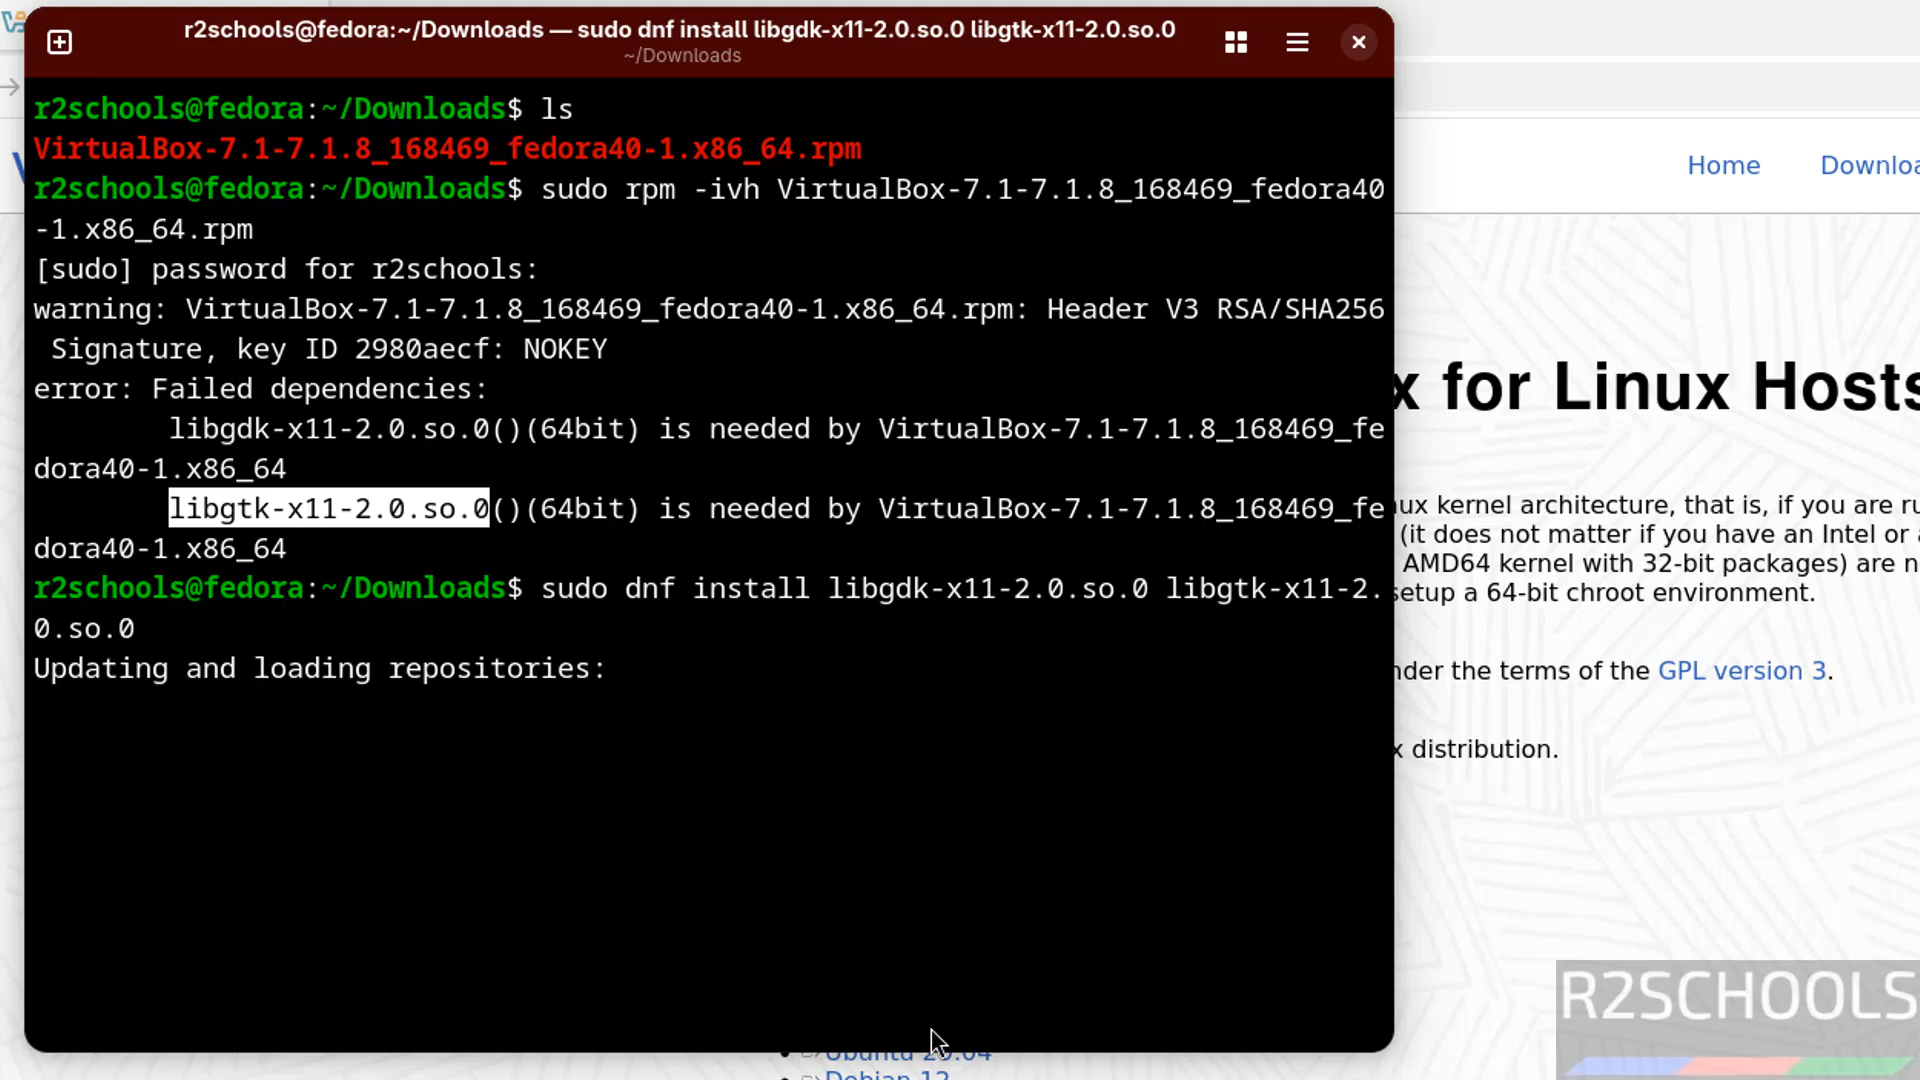 r2schools@fedora:~/Downloads — sudo dnf install libgdk-x11-2.0.so.0 libgtk-x11-2.0.so.0
~/Downloads
r2schools@fedora:~/Downloads$ ls
VirtualBox-7.1-7.1.8_168469_fedora40-1.x86_64.rpm
r2schools@fedora:~/Downloads$ sudo rpm -ivh VirtualBox-7.1-7.1.8_168469_fedora40
-1.x86_64.rpm
[sudo] password for r2schools:
warning: VirtualBox-7.1-7.1.8_168469_fedora40-1.x86_64.rpm: Header V3 RSA/SHA256
Signature, key ID 2980aecf: NOKEY
error: Failed dependencies:
libgdk-x11-2.0.so.0()(64bit) is needed by VirtualBox-7.1-7.1.8_168469_fe
dora40-1.x86_64
libgtk-x11-2.0.so.0()(64bit) is needed by VirtualBox-7.1-7.1.8_168469_fe
dora40-1.x86_64
r2schools@fedora:~/Downloads$ sudo dnf install libgdk-x11-2.0.so.0 libgtk-x11-2.
0.so.0
Updating and loading repositories:
Home Downloa
x for Linux Hosts
ux kernel architecture, that is, if you are ru
(it does not matter if you have an Intel or a
AMD64 kernel with 32-bit packages) are n
setup a 64-bit chroot environment.
nder the terms of the GPL version 3.
x distribution.
Ubuntu
Debian 12
R2SCHOOLS